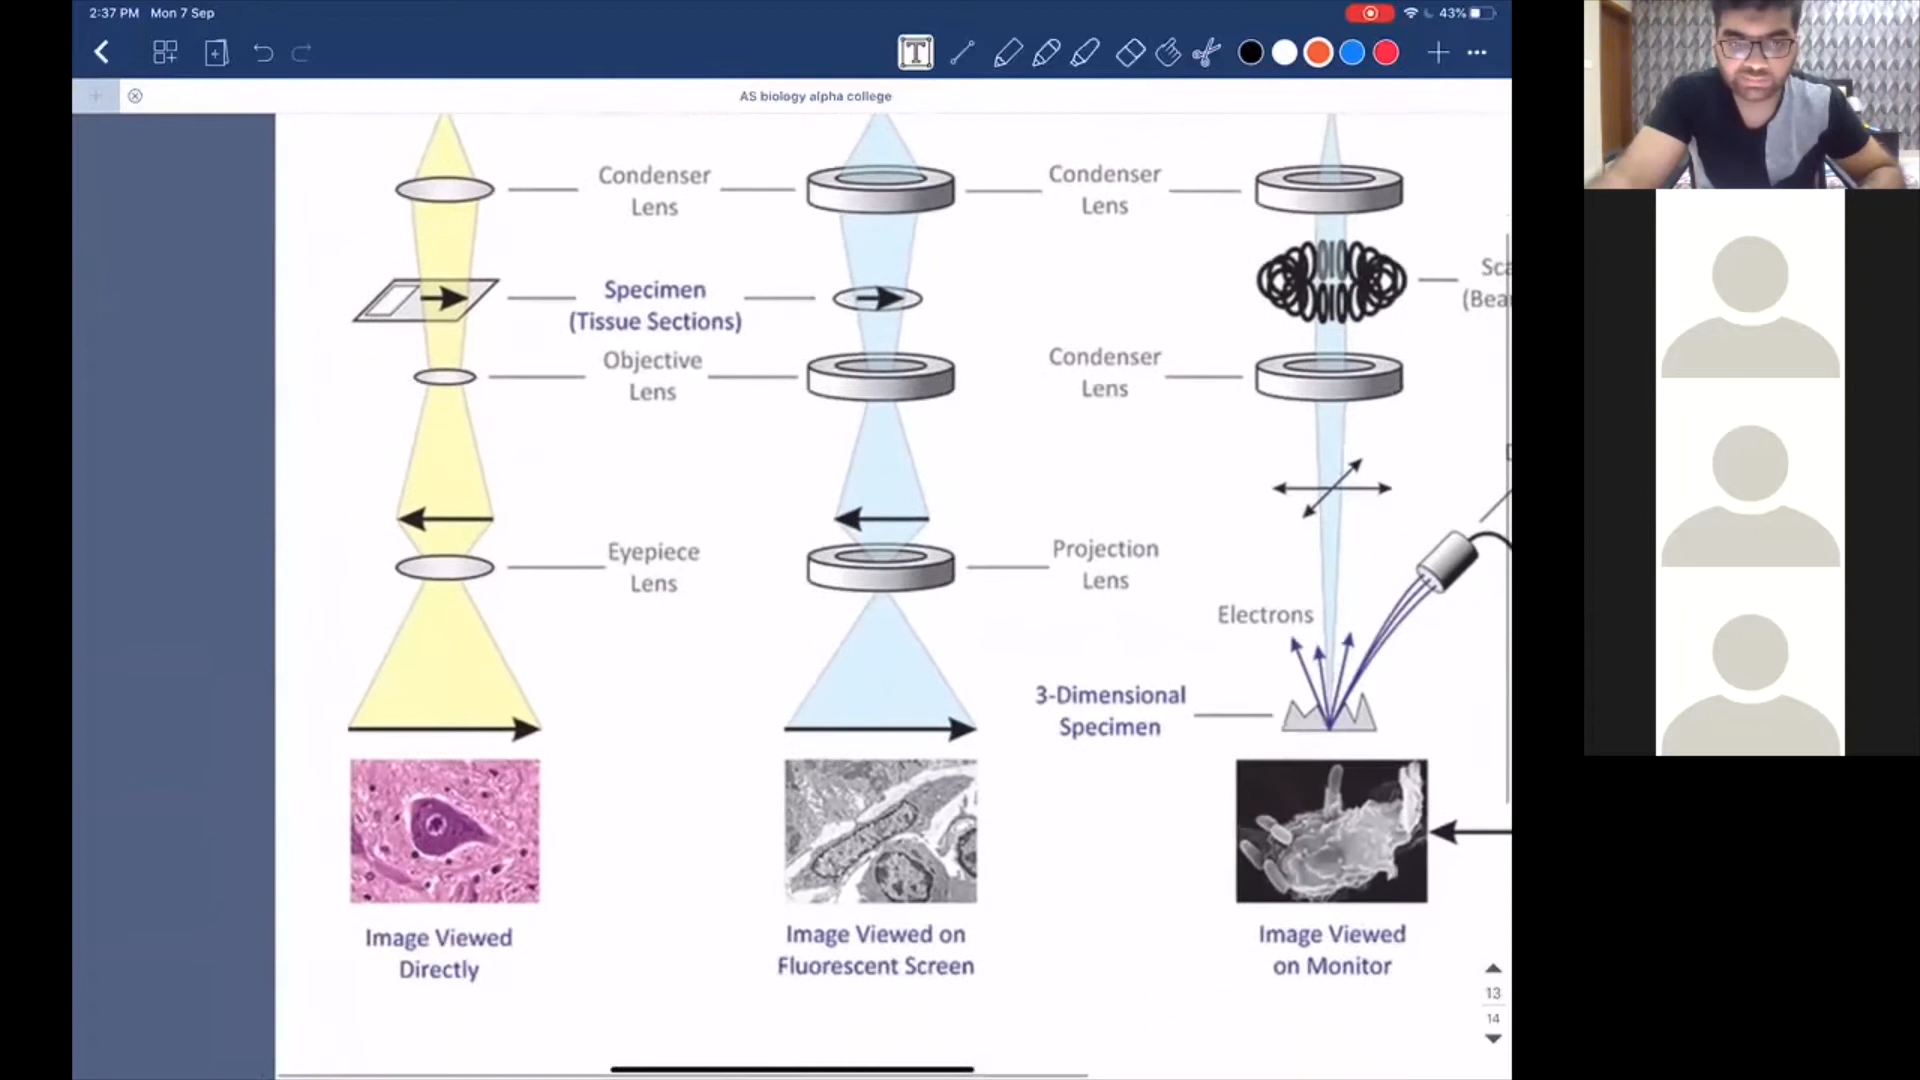 2:37 PM Mon 7 Sep
43%
T
AS biology alpha college
Condenser
Lens
Condenser
Lens
Specimen
(Tissue Sections)
Objective
Lens
Condenser
Lens
Eyepiece
Lens
Projection
Lens
Electrons
3-Dimensional
Specimen
Image Viewed
Directly
Image Viewed on
Fluorescent Screen
Image Viewed
on Monitor
13
14